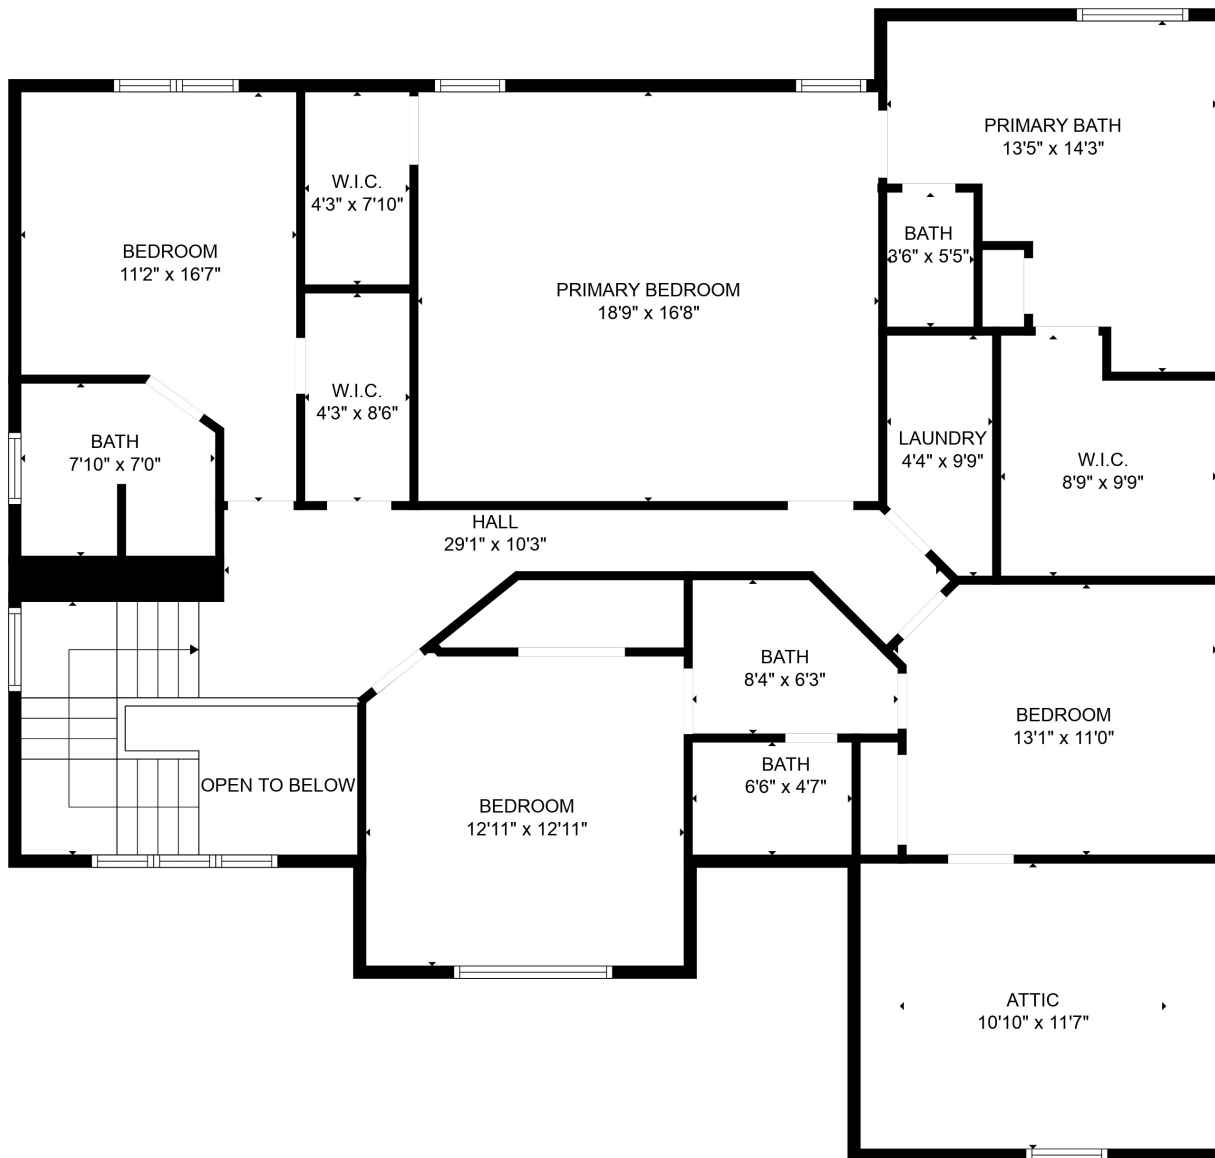 PRIMARY BATH
13'5" x 14'3"
W.I.C.
4'3" x 7'10"
BEDROOM
11'2" x 16'7"
BATH
3'6" x 5'5"
PRIMARY BEDROOM
18'9" x 16'8"
W.I.C.
4'3" x 8'6"
BATH
7'10" x 7'0"
LAUNDRY
4'4" x 9'9"
W.I.C.
8'9" x 9'9"
HALL
29'1" x 10'3"
BATH
8'4" x 6'3"
BEDROOM
13'1" x 11'0"
OPEN TO BELOW
BATH
6'6" x 4'7"
BEDROOM
12'11" x 12'11"
ATTIC
10'10" x 11'7"